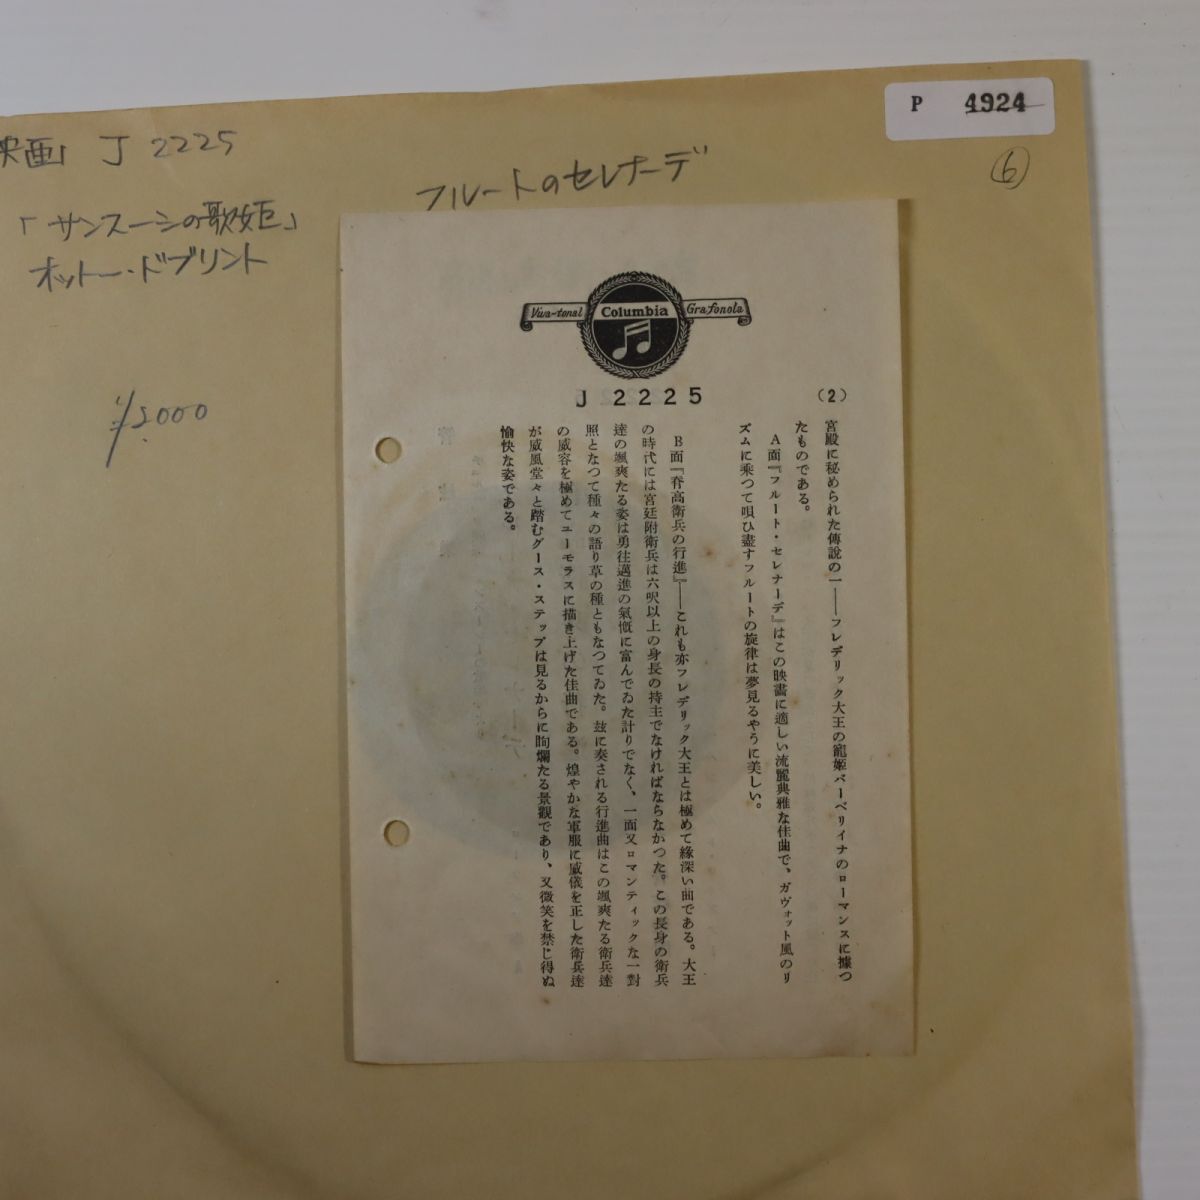 P 4924
6
映画 J 2225
フルートのセレナーデ
「サンスーシの歌姫」
オットー・ドブリント
¥2000
Viva-tonal Columbia Grafonola
J 2225
(2)
宮殿に秘められた傳說の一──フレデリック大王の寵姬バーベリイナのローマンスに據つ
たものである。
A面『フルート・セレナーデ』はこの映畵に適しい流麗典雅な佳曲で、ガヴォット風のリ
ズムに乘つて唄ひ盡すフルートの旋律は夢見るやうに美しい。
B面『脊高衛兵の行進』──これも亦フレデリック大王とは極めて緣深い曲である。大王
の時代には宮廷附衛兵は六呎以上の身長の持主でなければならなかつた。この長身の衛兵
達の颯爽たる姿は勇往邁進の氣慨に富んでゐた計りでなく、一面又ロマンティックな一對
照となつて種々の語り草の種ともなつてゐた。玆に奏される行進曲はこの颯爽たる衛兵達
の威容を極めてユーモラスに描き上げた佳曲である。煌やかな軍服に威儀を正した衛兵達
が威風堂々と踏むグース・ステップは見るからに眴爛たる景觀であり、又微笑を禁じ得ぬ
愉快な姿である。